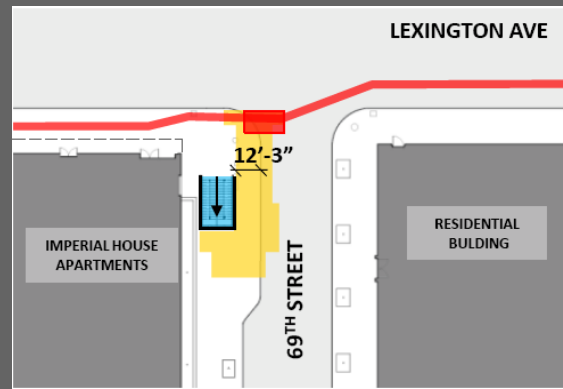 LEXINGTON AVE
12'-3"
IMPERIAL HOUSE
APARTMENTS
69TH STREET
RESIDENTIAL
BULDING